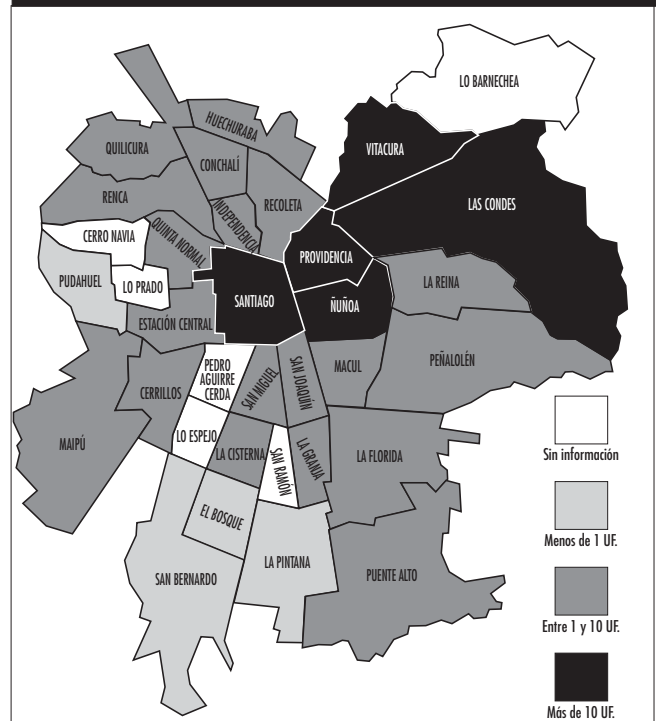 LO BARNECHEA
HUECHURABA
VITACURA
QUILICURA
CONCHALÍ
LAS CONDES
RENCA
INDEPENDENCIA
RECOLETA
CERRO NAVIA
QUINTA NORMAL
PROVIDENCIA
PUDAHUEL
LO PRADO
LA REINA
SANTIAGO
ÑUÑOA
ESTACIÓN CENTRAL
PEDRO
AGUIRRE
CERDA
SAN MIGUEL
SAN JOAQUÍN
MACUL
PEÑALOLÉN
CERRILLOS
MAIPÚ
LO ESPEJO
LA CISTERNA
SAN RAMÓN
LA GRANJA
LA FLORIDA
EL BOSQUE
SAN BERNARDO
LA PINTANA
PUENTE ALTO
Sin información
Menos de 1 UF.
Entre 1 y 10 UF.
Más de 10 UF.